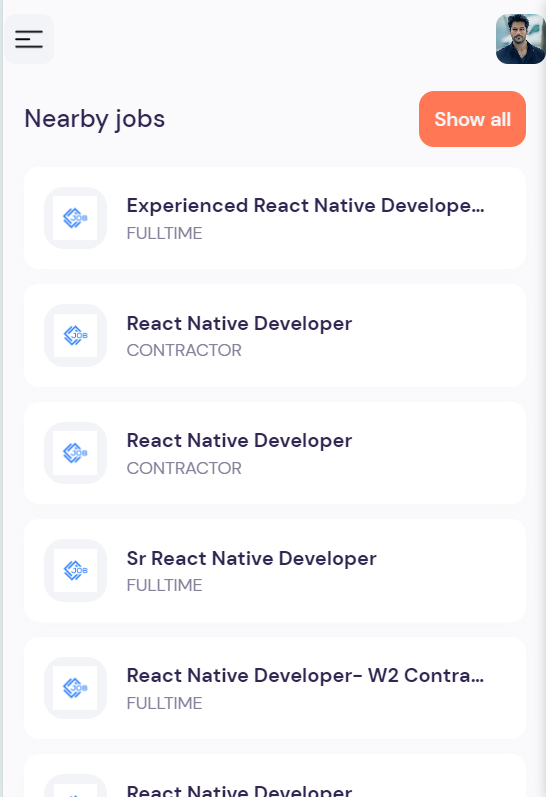 Nearby jobs
Show all
JOB
Experienced React Native Develope...
FULLTIME
JOB
React Native Developer
CONTRACTOR
JOB
React Native Developer
CONTRACTOR
JOB
Sr React Native Developer
FULLTIME
JOB
React Native Developer- W2 Contra...
FULLTIME
React Native Developer